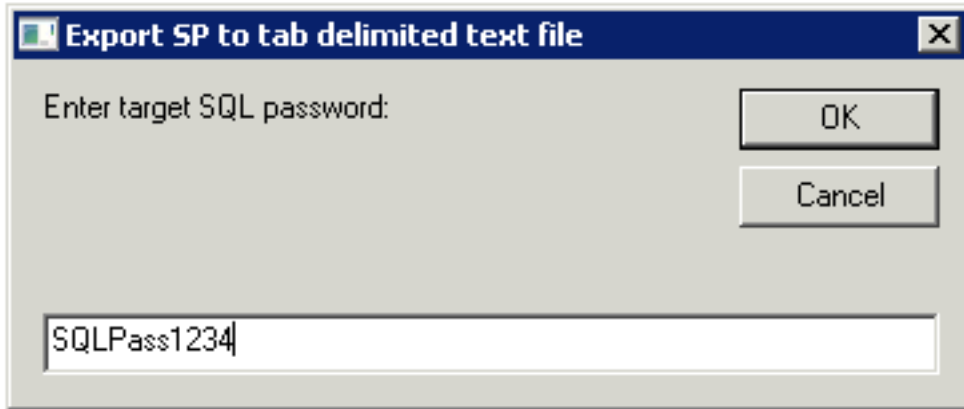 Export SP to tab delimited text file
Enter target SQL password:
OK
Cancel
SQLPass1234